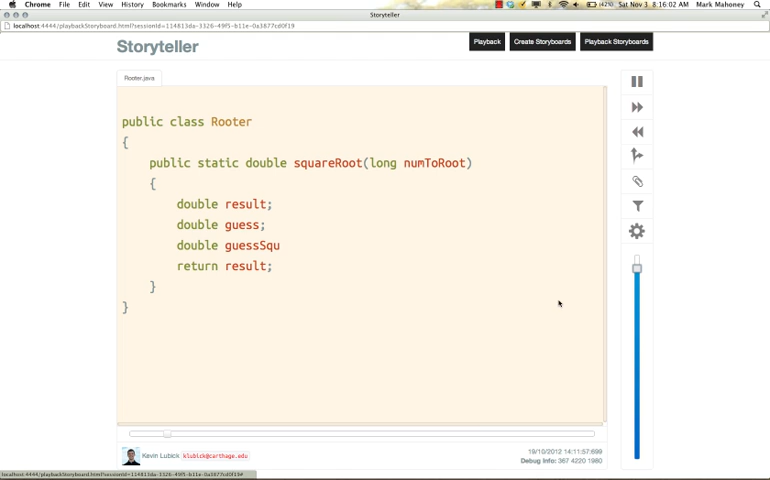 Chrome File Edit View History Bookmarks Window Help (4:21) Sat Nov 3 8:16:02 AM Mark Mahoney
Storyteller
localhost:4444/playbackStoryboard.html?sessionId=114813da-3326-49f5-b11e-0a3877cd0f19
Storyteller
Playback Create Storyboards Playback Storyboards
Rooter.java
public class Rooter
{
public static double squareRoot(long numToRoot)
{
double result;
double guess;
double guessSqu
return result;
}
}
Kevin Lubick klubick@carthage.edu
19/10/2012 14:11:57:699
Debug Info: 367 4220 1980
localhost:4444/playbackStoryboard.html?sessionId=114813da-3326-49f5-b11e-0a3877cd0f19#